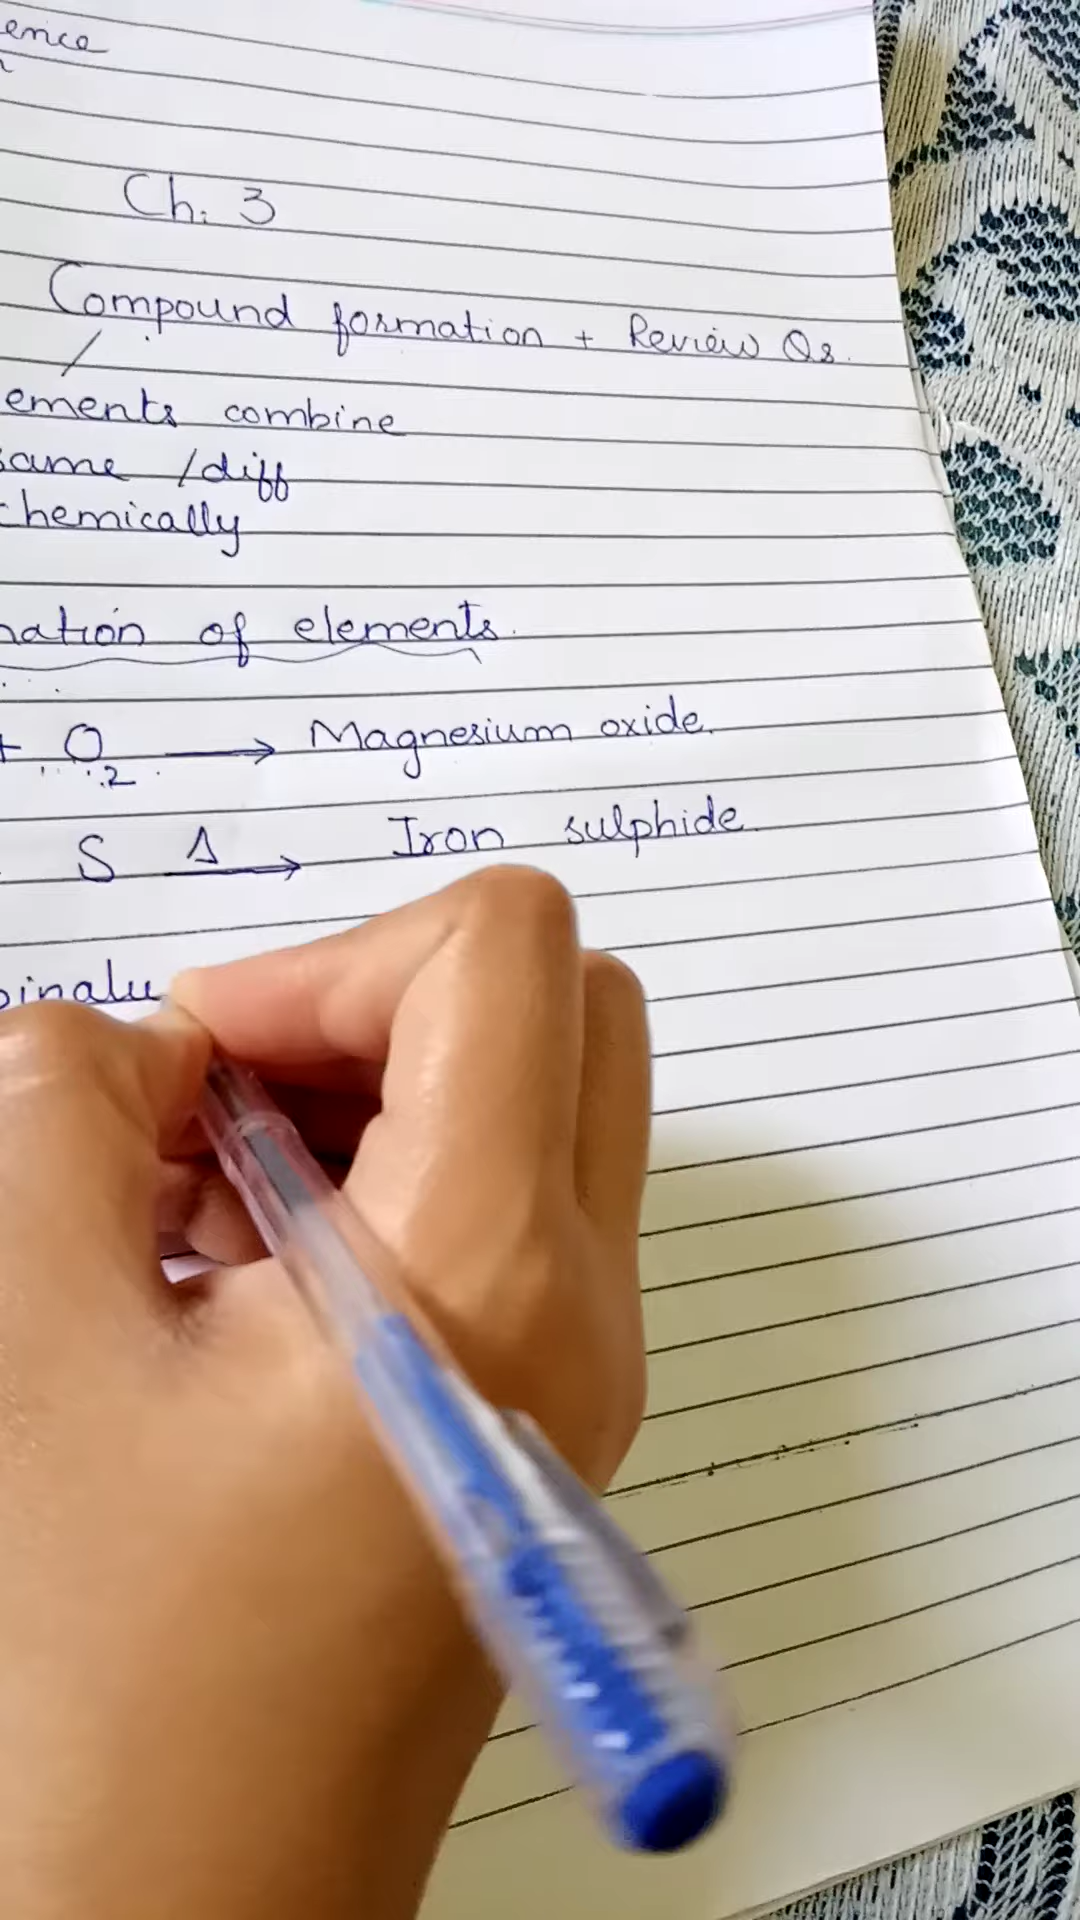 ence
Ch. 3
Compound formation + Review Qs.
ements combine
same /diff
chemically
nation of elements.
+ O2 → Magnesium oxide.
S Δ→ Iron sulphide.